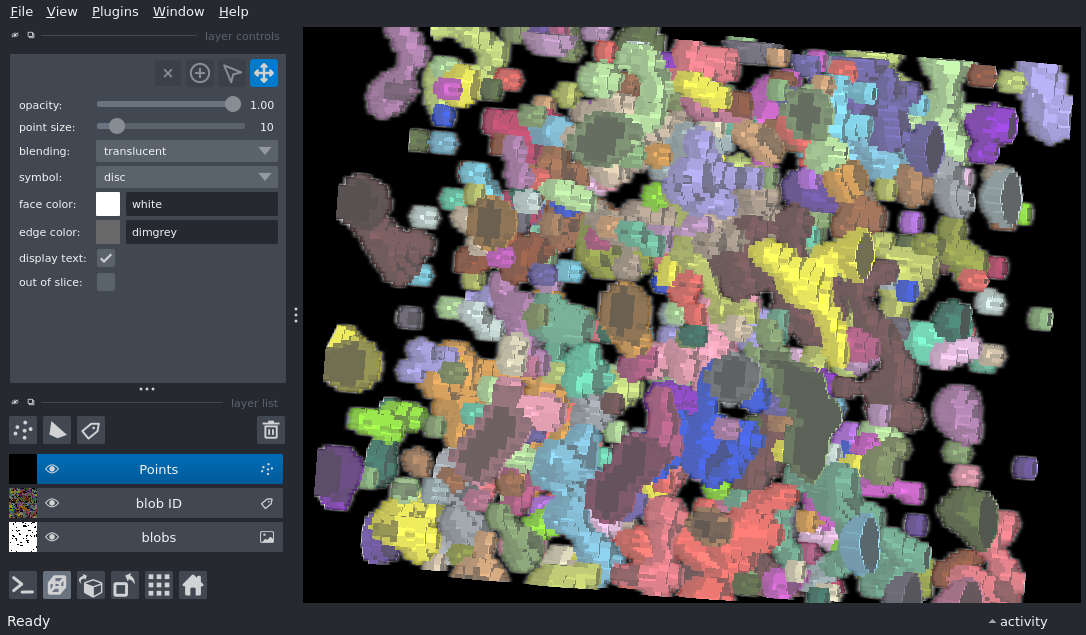 File View Plugins Window Help
layer controls
opacity: 1.00
point size: 10
blending: translucent
symbol: disc
face color: white
edge color: dimgrey
display text:
out of slice:
layer list
Points
blob ID
blobs
Ready
activity